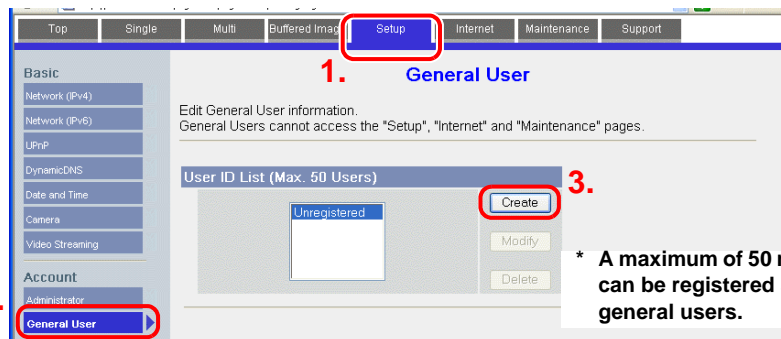 Top Single Multi Buffered Imag Setup Internet Maintenance Support
1.
General User
Basic
Network (IPv4)
Network (IPv6)
UPnP
DynamicDNS
Date and Time
Camera
Video Streaming
Account
Administrator
General User
Edit General User information.
General Users cannot access the "Setup", "Internet" and "Maintenance" pages.
User ID List (Max. 50 Users)
Unregistered
3.
Create
Modify
Delete
* A maximum of 50
can be registered
general users.